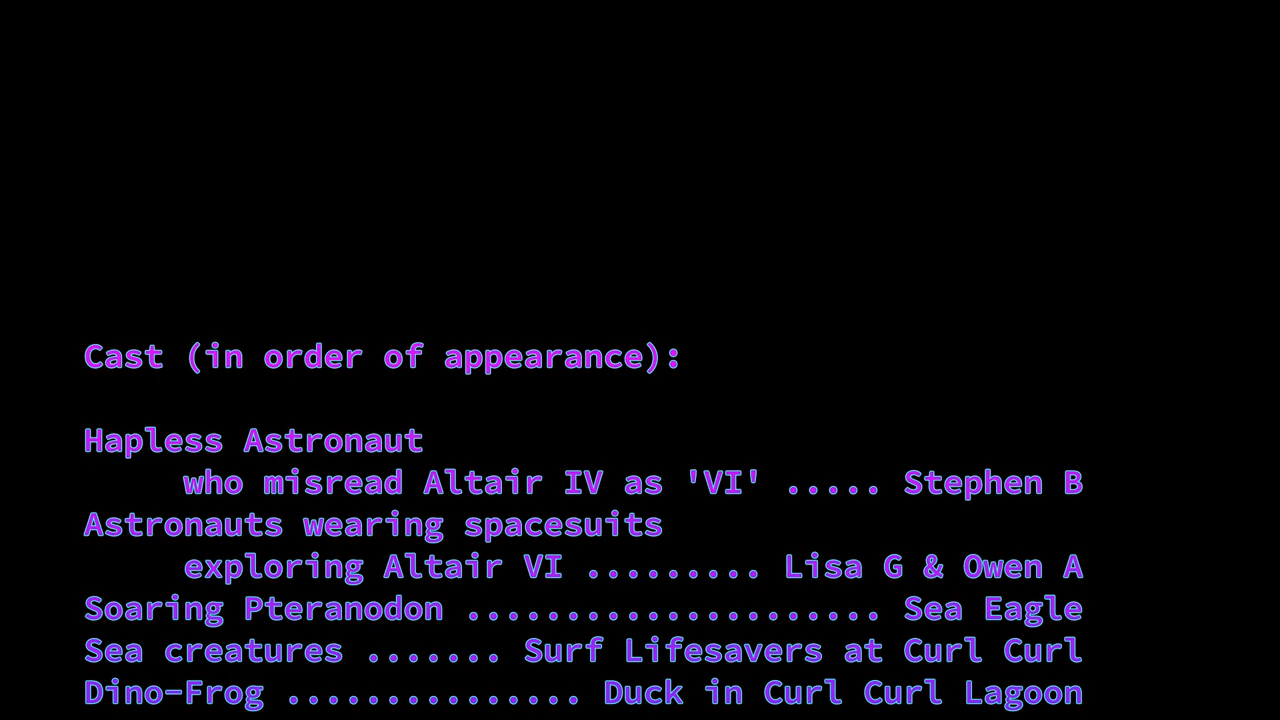 Cast (in order of appearance):
Hapless Astronaut
who misread Altair IV as 'VI' ..... Stephen B
Astronauts wearing spacesuits
exploring Altair VI ......... Lisa G & Owen A
Soaring Pteranodon ..................... Sea Eagle
Sea creatures ....... Surf Lifesavers at Curl Curl
Dino-Frog ............... Duck in Curl Curl Lagoon